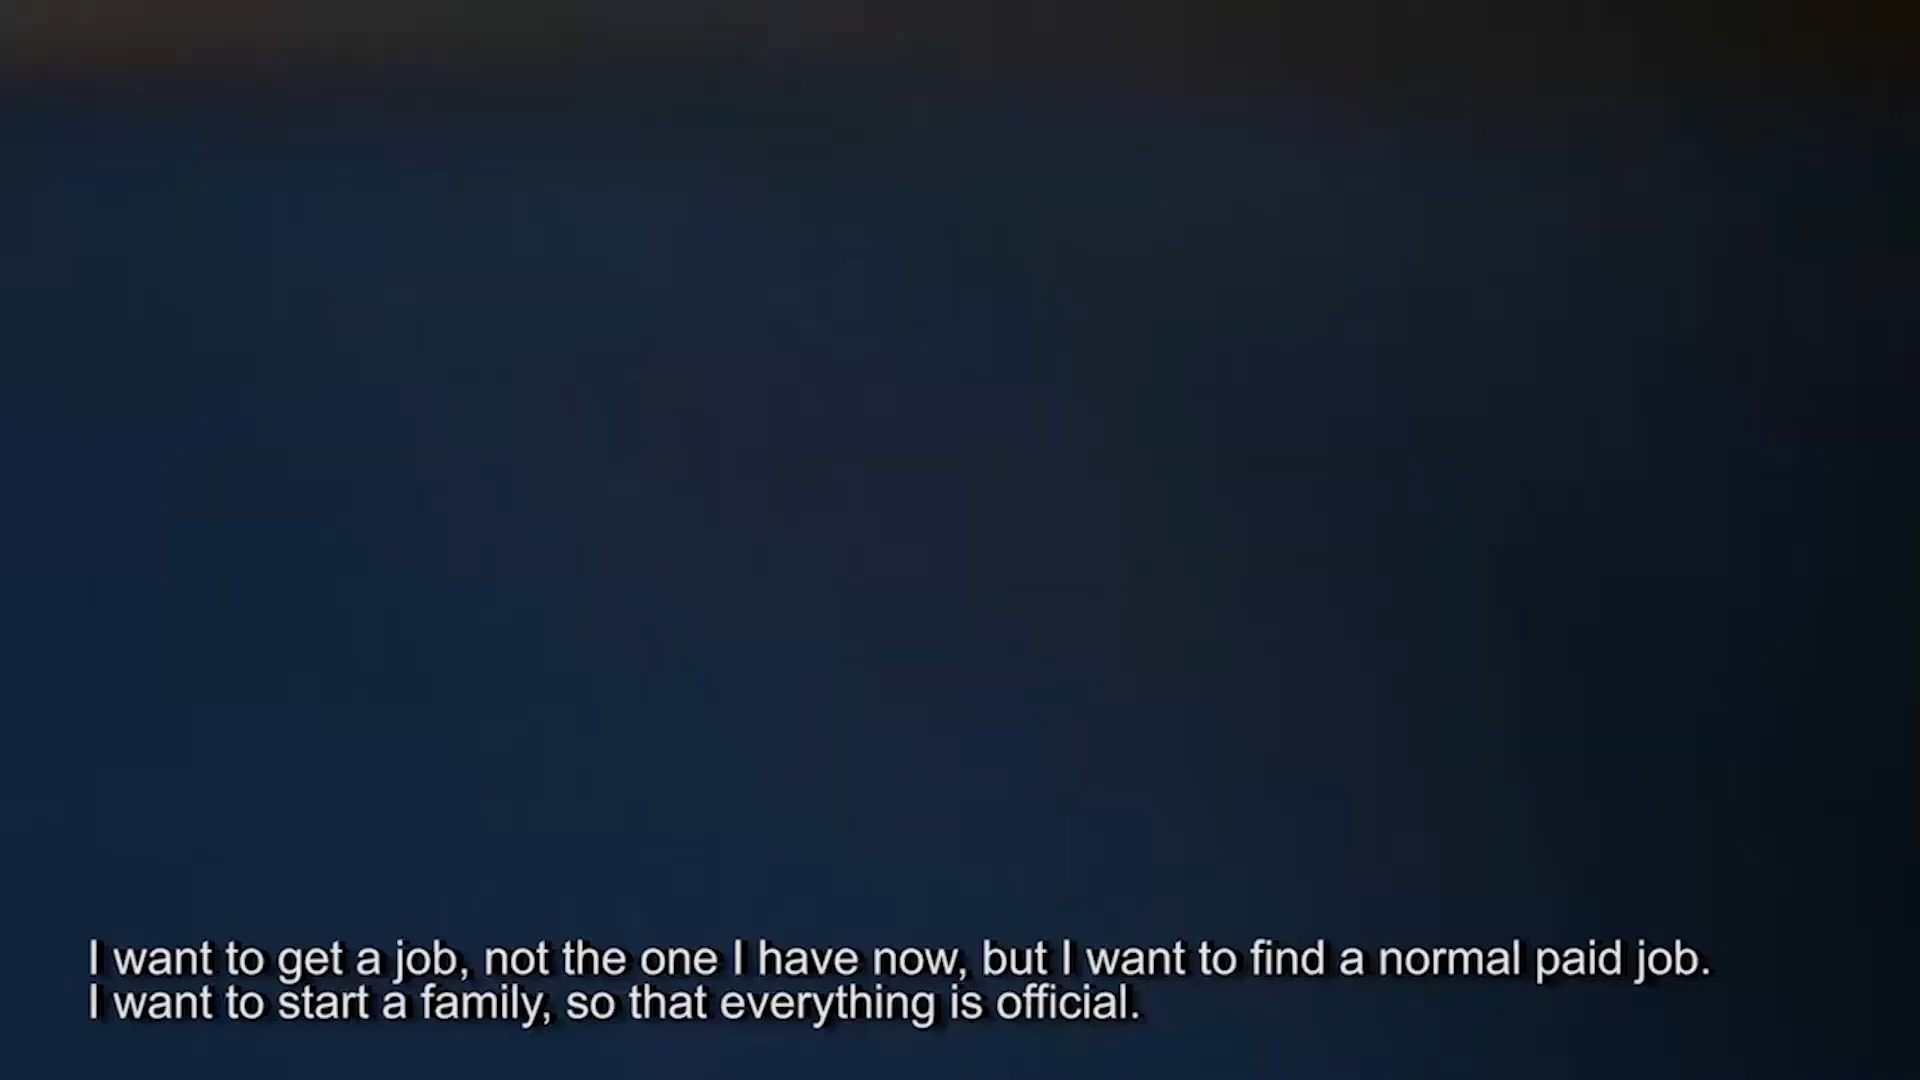 I want to get a job, not the one I have now, but I want to find a normal paid job.
I want to start a family, so that everything is official.